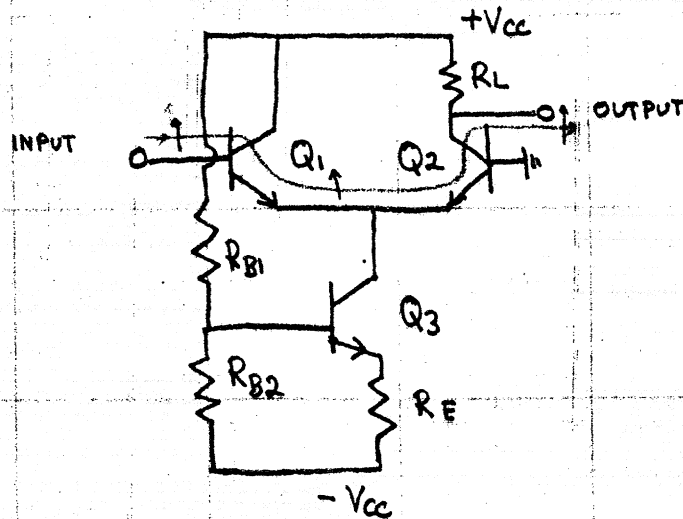 +Vcc
RL
OUTPUT
INPUT
Q1
Q2
RB1
Q3
RB2
RE
-Vcc